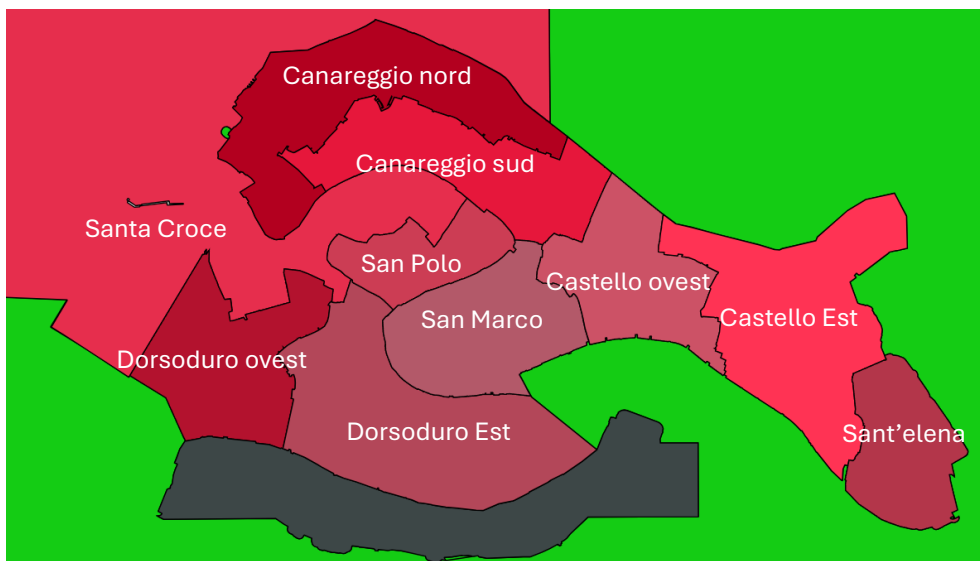 Canareggio nord
Canareggio sud
Santa Croce
San Polo
Castello ovest
San Marco
Castello Est
Dorsoduro ovest
Dorsoduro Est
Sant’elena